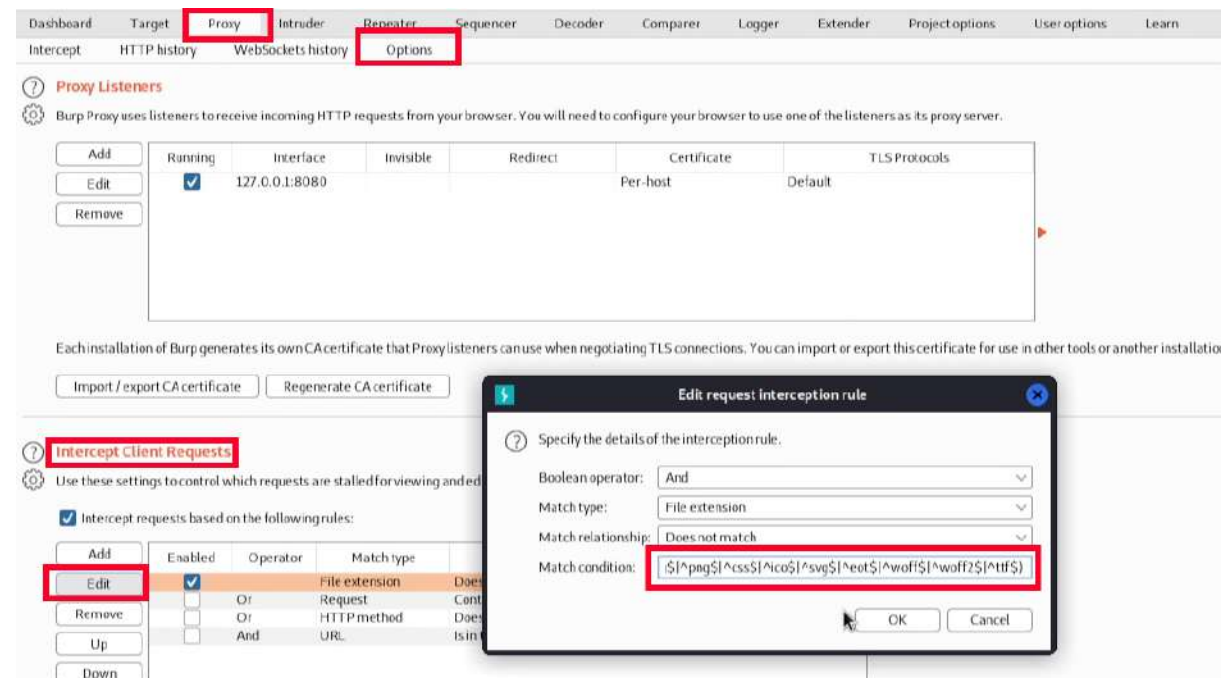 Dashboard Target Proxy Intruder Repeater Sequencer Decoder Comparer Logger Extender Project options User options Learn
Intercept HTTP history WebSockets history Options
Proxy Listeners
Burp Proxy uses listeners to receive incoming HTTP requests from your browser. You will need to configure your browser to use one of the listeners as its proxy server.
Add Running Interface Invisible Redirect Certificate TLS Protocols
Edit 127.0.0.1:8080 Per-host Default
Remove
Each installation of Burp generates its own CA certificate that Proxy listeners can use when negotiating TLS connections. You can import or export this certificate for use in other tools or another installatio
Import / export CA certificate Regenerate CA certificate
Edit request interception rule
Specify the details of the interception rule.
Boolean operator: And
Match type: File extension
Match relationship: Does not match
Match condition: $|^png$|^css$|^ico$|^svg$|^eot$|^woff$|^woff2$|^ttf$)
OK Cancel
Intercept Client Requests
Use these settings to control which requests are stalled for viewing and ed
Intercept requests based on the following rules:
Add Enabled Operator Match type
Edit File extension Does
Remove Or Request Cont
Or HTTP method Does
Up And URL Is in
Down